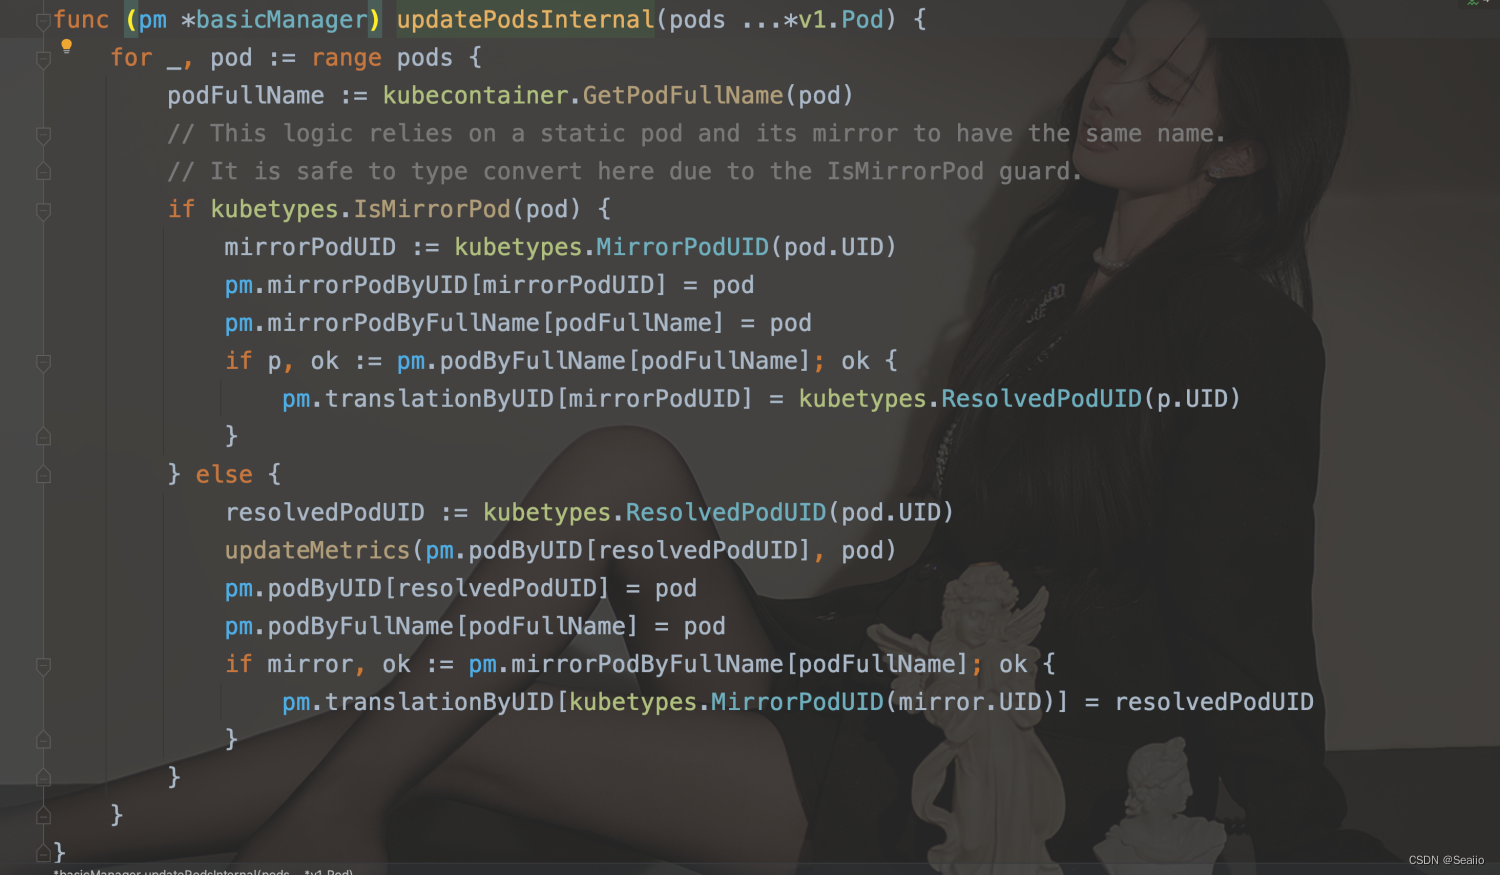 func (pm *basicManager) updatePodsInternal(pods ...*v1.Pod) {
    for _, pod := range pods {
        podFullName := kubecontainer.GetPodFullName(pod)
        // This logic relies on a static pod and its mirror to have the same name.
        // It is safe to type convert here due to the IsMirrorPod guard.
        if kubetypes.IsMirrorPod(pod) {
            mirrorPodUID := kubetypes.MirrorPodUID(pod.UID)
            pm.mirrorPodByUID[mirrorPodUID] = pod
            pm.mirrorPodByFullName[podFullName] = pod
            if p, ok := pm.podByFullName[podFullName]; ok {
                pm.translationByUID[mirrorPodUID] = kubetypes.ResolvedPodUID(p.UID)
            }
        } else {
            resolvedPodUID := kubetypes.ResolvedPodUID(pod.UID)
            updateMetrics(pm.podByUID[resolvedPodUID], pod)
            pm.podByUID[resolvedPodUID] = pod
            pm.podByFullName[podFullName] = pod
            if mirror, ok := pm.mirrorPodByFullName[podFullName]; ok {
                pm.translationByUID[kubetypes.MirrorPodUID(mirror.UID)] = resolvedPodUID
            }
        }
    }
}
*basicManager.updatePodsInternal(pods ...*v1.Pod)
CSDN @Seaiio